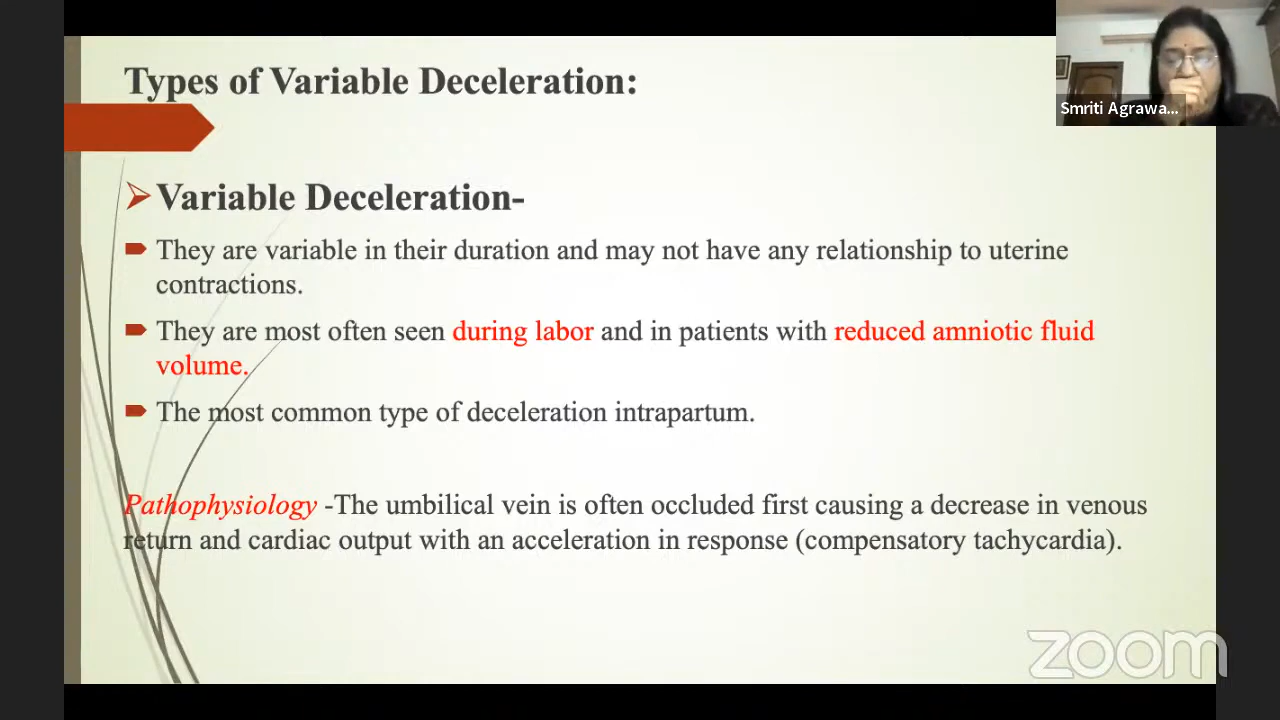 Types of Variable Deceleration:
Smriti Agrawa...
Variable Deceleration-
They are variable in their duration and may not have any relationship to uterine
contractions.
They are most often seen during labor and in patients with reduced amniotic fluid
volume.
The most common type of deceleration intrapartum.
Pathophysiology -The umbilical vein is often occluded first causing a decrease in venous
return and cardiac output with an acceleration in response (compensatory tachycardia).
zoom